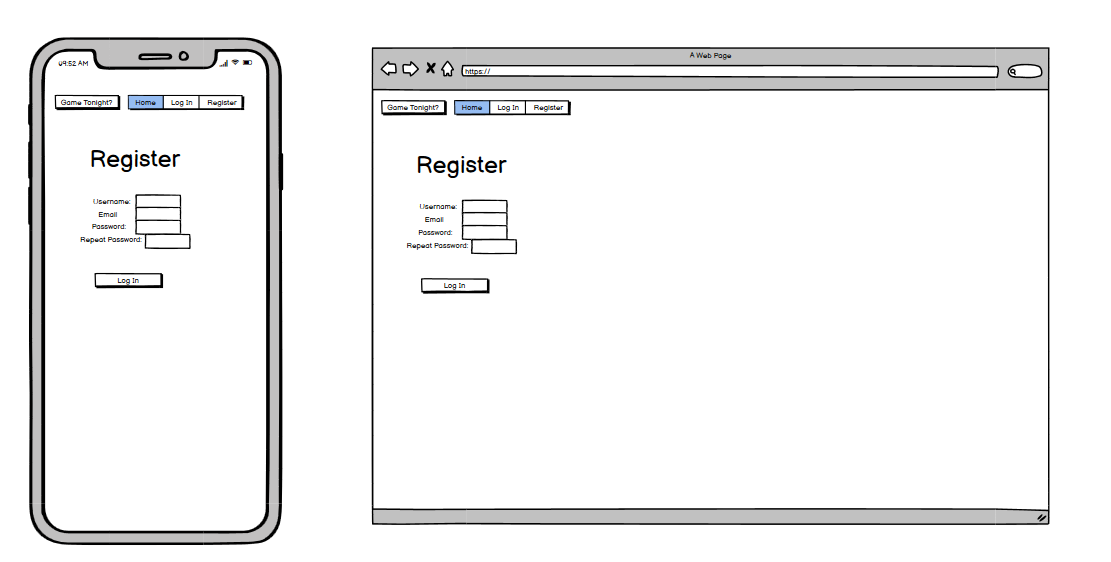 09:52 AM
Game Tonight? Home Log In Register
Register
Username:
Email
Password:
Repeat Password:
Log In
A Web Page
https://
Game Tonight? Home Log In Register
Register
Username:
Email
Password:
Repeat Password:
Log In